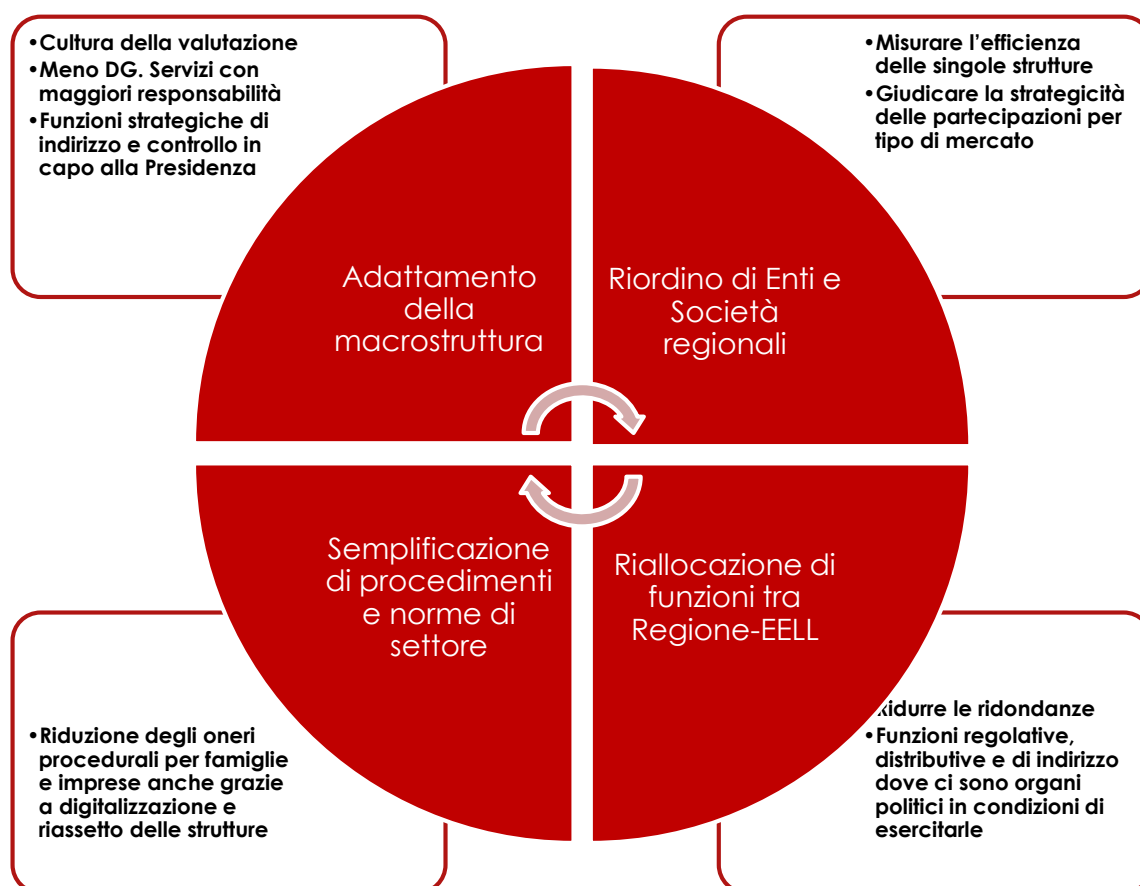 •Cultura della valutazione
•Meno DG. Servizi con
maggiori responsabilità
•Funzioni strategiche di
indirizzo e controllo in
capo alla Presidenza
•Misurare l’efficienza
delle singole strutture
•Giudicare la strategicità
delle partecipazioni per
tipo di mercato
Adattamento
della
macrostruttura
Riordino di Enti e
Società
regionali
Semplificazione
di procedimenti
e norme di
settore
Riallocazione di
funzioni tra
Regione-EELL
•Riduzione degli oneri
procedurali per famiglie
e imprese anche grazie
a digitalizzazione e
riassetto delle strutture
Ridurre le ridondanze
•Funzioni regolative,
distributive e di indirizzo
dove ci sono organi
politici in condizioni di
esercitarle